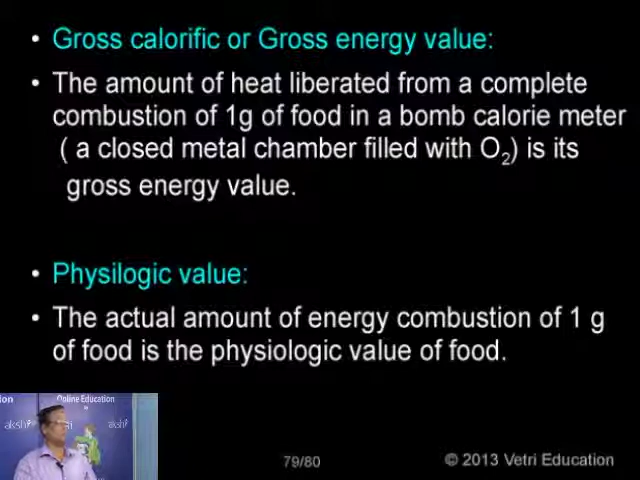 • Gross calorific or Gross energy value:
• The amount of heat liberated from a complete
combustion of 1g of food in a bomb calorie meter
( a closed metal chamber filled with O₂) is its
gross energy value.
• Physilogic value:
• The actual amount of energy combustion of 1 g
of food is the physiologic value of food.
Online Education
79/80
© 2013 Vetri Education